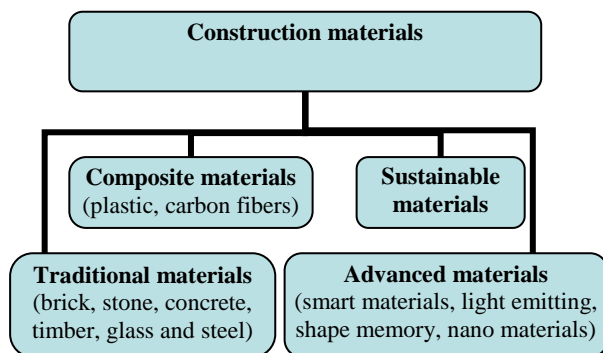 Construction materials
Composite materials
(plastic, carbon fibers)
Sustainable
materials
Traditional materials
(brick, stone, concrete,
timber, glass and steel)
Advanced materials
(smart materials, light emitting,
shape memory, nano materials)